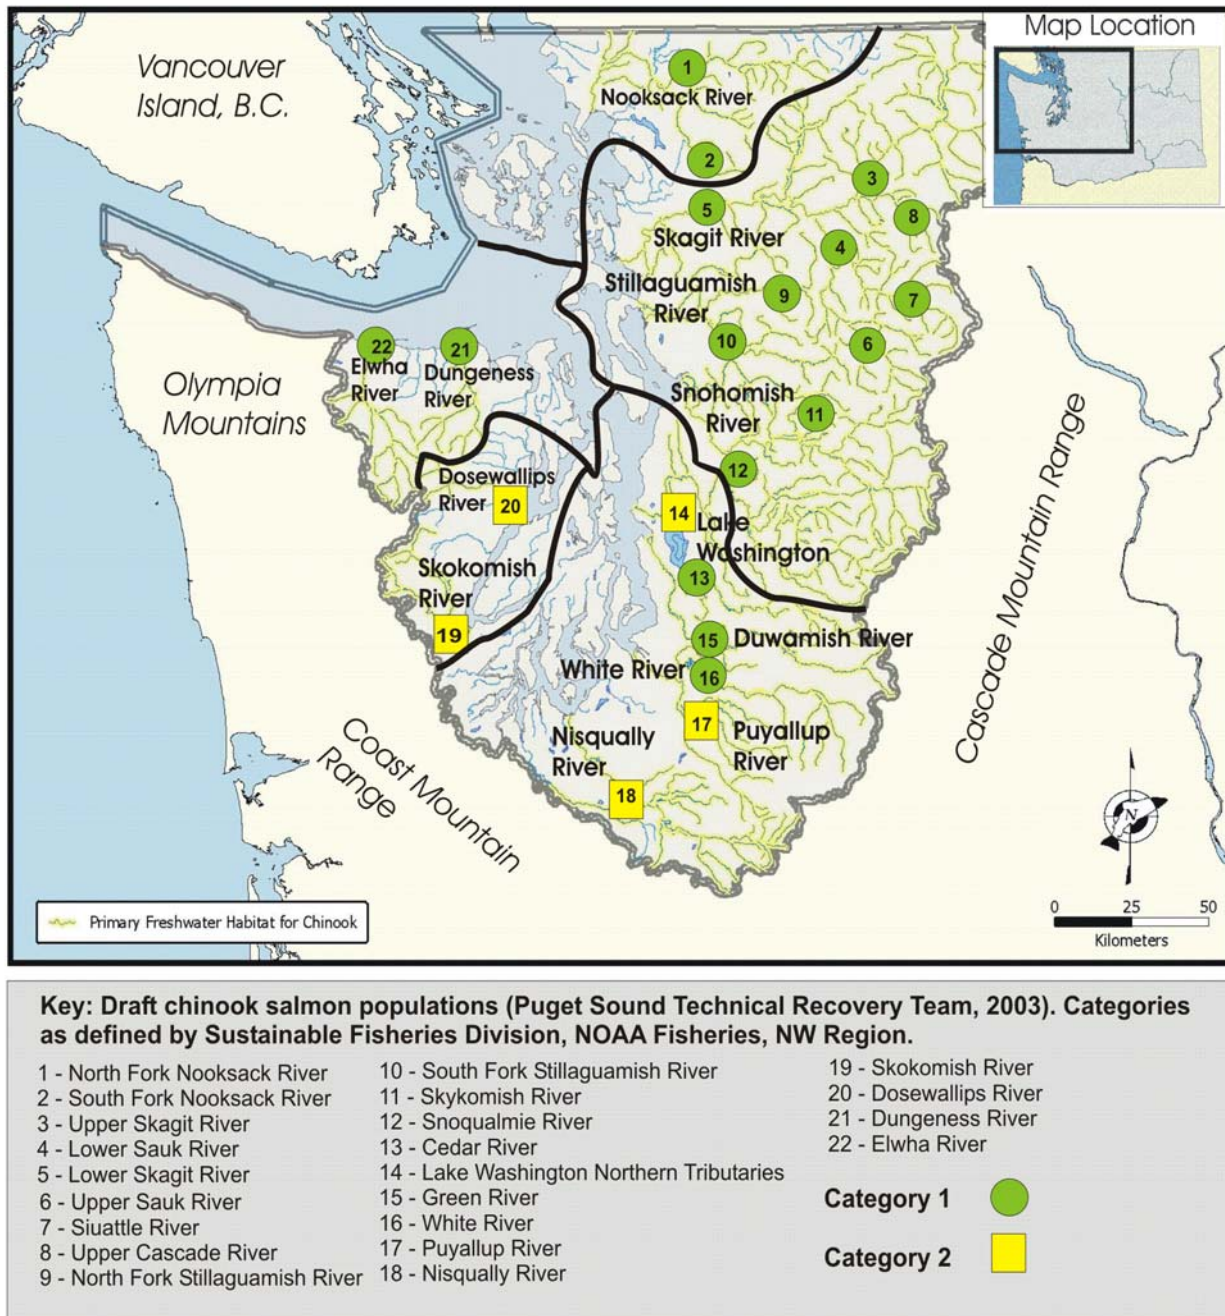 Map Location
Vancouver
Island, B.C.
1
Nooksack River
2
3
5
8
Skagit River
4
Stillaguamish
River
9
7
10
6
22
21
Elwha
River
Dungeness
River
Olympia
Mountains
Snohomish
River
11
12
Dosewallips
River
20
14
Lake
Washington
Skokomish
River
13
19
15
Duwamish River
White River
16
17
Nisqually
River
Puyallup
River
18
Coast Mountain
Range
Cascade Mountain Range
N
Primary Freshwater Habitat for Chinook
0 25 50
Kilometers
Key: Draft chinook salmon populations (Puget Sound Technical Recovery Team, 2003). Categories
as defined by Sustainable Fisheries Division, NOAA Fisheries, NW Region.
1 - North Fork Nooksack River
2 - South Fork Nooksack River
3 - Upper Skagit River
4 - Lower Sauk River
5 - Lower Skagit River
6 - Upper Sauk River
7 - Siuattle River
8 - Upper Cascade River
9 - North Fork Stillaguamish River
10 - South Fork Stillaguamish River
11 - Skykomish River
12 - Snoqualmie River
13 - Cedar River
14 - Lake Washington Northern Tributaries
15 - Green River
16 - White River
17 - Puyallup River
18 - Nisqually River
19 - Skokomish River
20 - Dosewallips River
21 - Dungeness River
22 - Elwha River
Category 1
Category 2